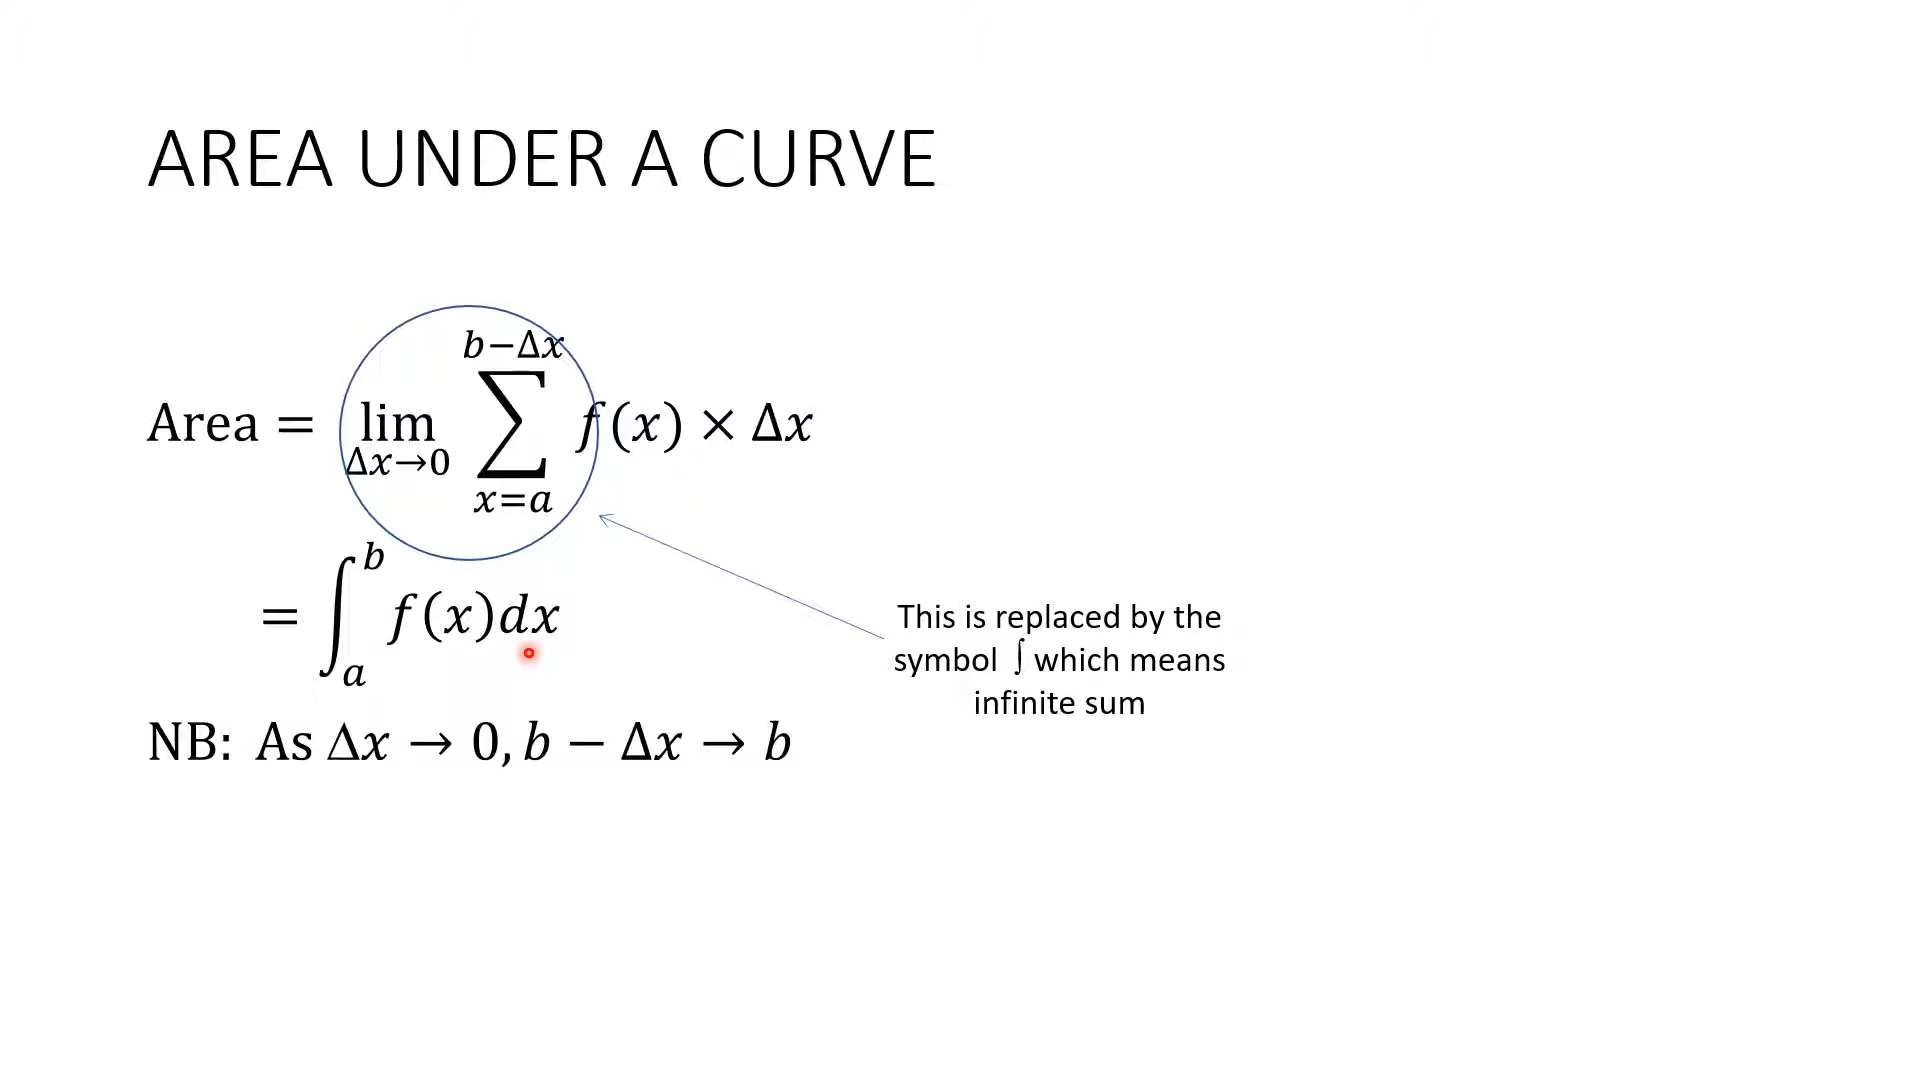 AREA UNDER A CURVE
Area = lim Δx→0 ∑ x=a b−Δx f(x) × Δx
= ∫ a b f(x)dx
This is replaced by the
symbol ∫ which means
infinite sum
NB: As Δx → 0, b − Δx → b